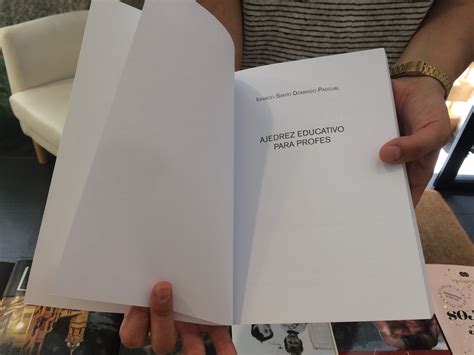 Ignacio Santo Domingo Pascual
AJEDREZ EDUCATIVO
PARA PROFES